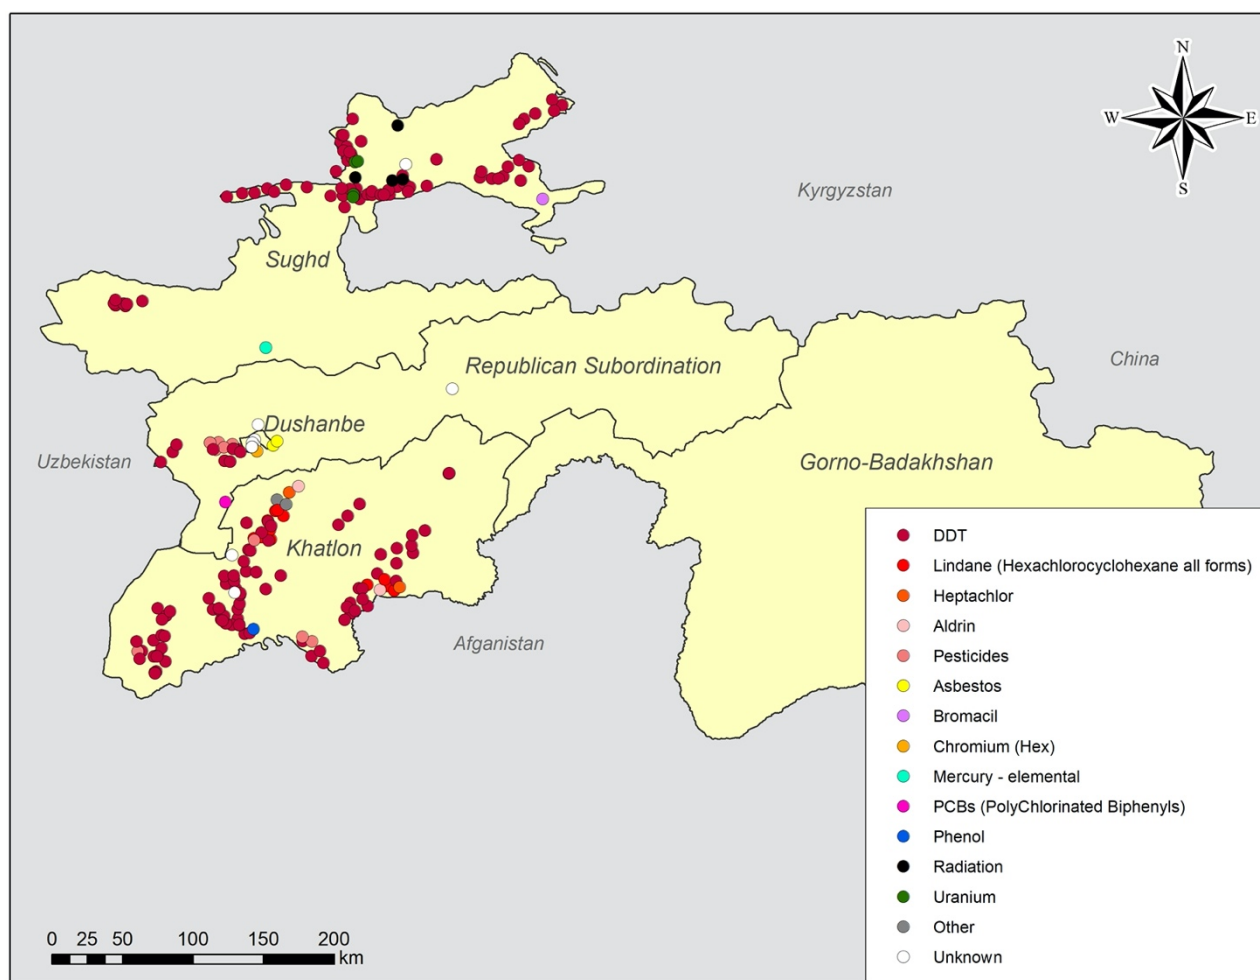 N
W
E
S
Kyrgyzstan
Sughd
Republican Subordination
China
Dushanbe
Uzbekistan
Gorno-Badakhshan
Khatlon
Afganistan
DDT
Lindane (Hexachlorocyclohexane all forms)
Heptachlor
Aldrin
Pesticides
Asbestos
Bromacil
Chromium (Hex)
Mercury - elemental
PCBs (PolyChlorinated Biphenyls)
Phenol
Radiation
Uranium
Other
Unknown
0 25 50 100 150 200
km